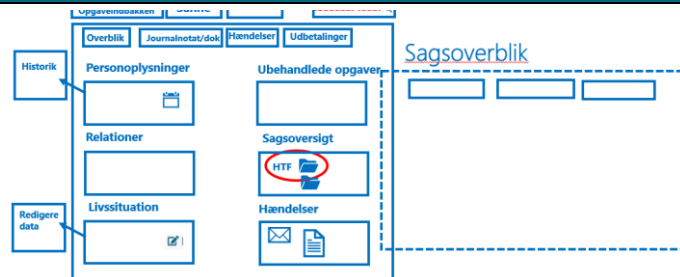 Opgaveindbakken
Overblik
Journalnotat/dok
Hændelser
Udbetalinger
Sagsoverblik
Historik
Personoplysninger
Ubehandlede opgaver
Relationer
Sagsoversigt
HTF
Livssituation
Hændelser
Redigere
data